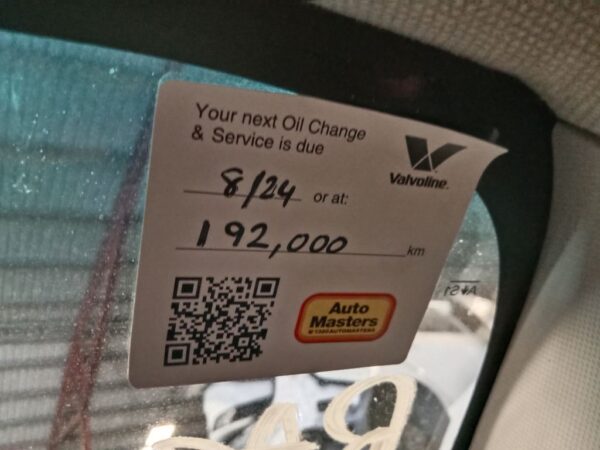 Your next Oil Change
& Service is due
Valvoline
8/24 or at:
192,000 km
Auto
Masters